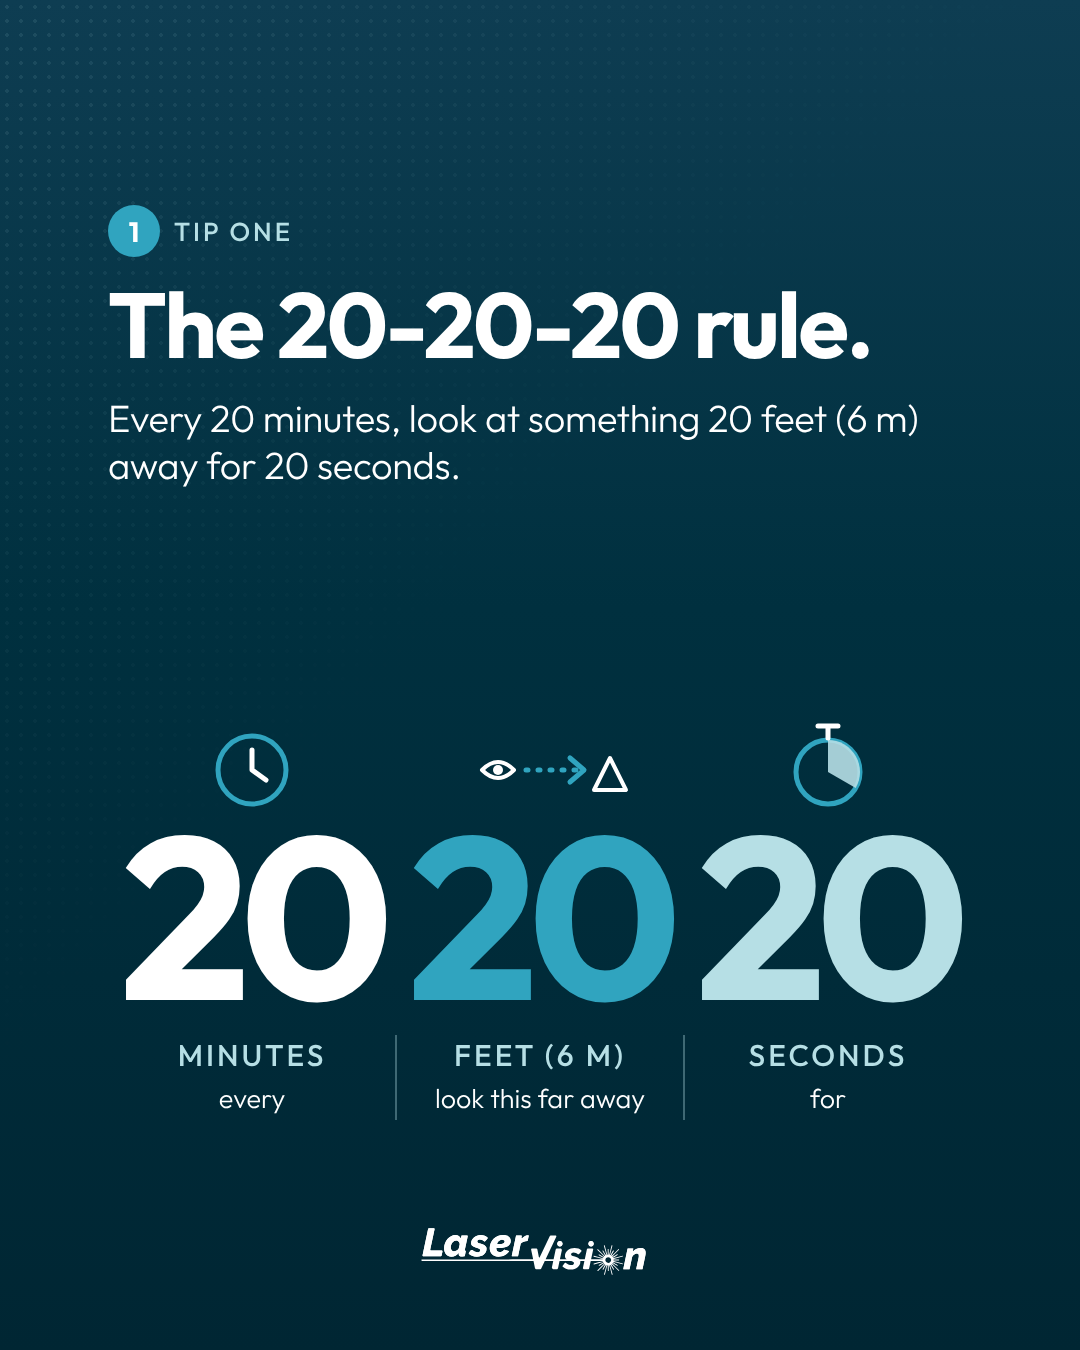 1 TIP ONE
The 20-20-20 rule.
Every 20 minutes, look at something 20 feet (6 m)
away for 20 seconds.
20 20 20
MINUTES FEET (6 M) SECONDS
every look this far away for
LaserVision